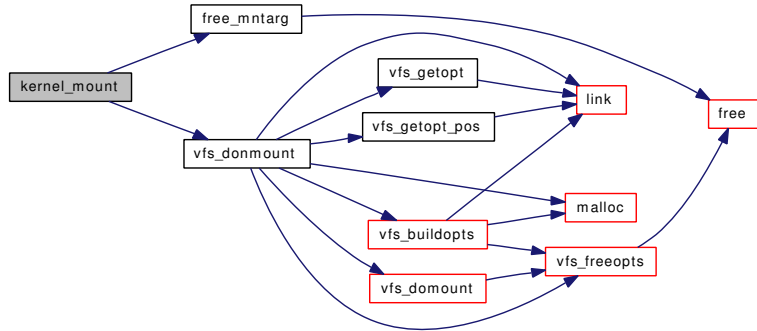 free_mntarg
kernel_mount
vfs_getopt
link
free
vfs_getopt_pos
vfs_donmount
malloc
vfs_buildopts
vfs_freeopts
vfs_domount